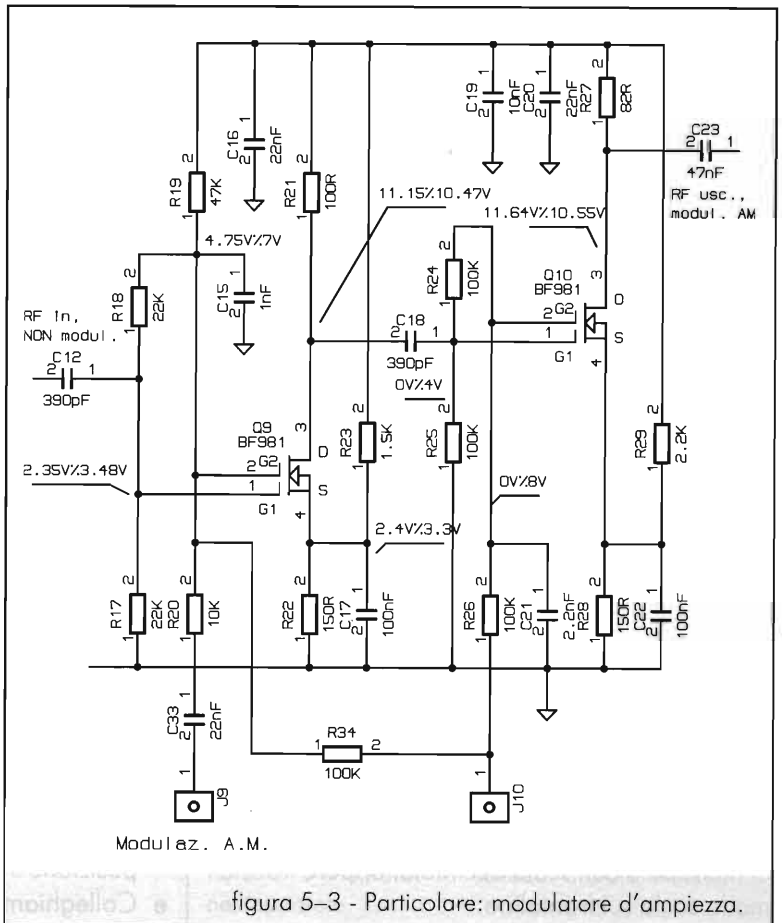 C16
22nF
R19
47K
R21
100R
C19
10nF
C20
22nF
R27
82R
C23
47nF
RF usc.,
modul. AM
11.15V%10.47V
11.64V%10.55V
4.75V%7V
R18
22K
C15
1nF
RF in,
NON modul.
C12
390pF
R24
100K
Q10
BF981
C18
390pF
0V%4V
Q9
BF981
G2
G1
D
S
G2
G1
D
S
2.35V%3.48V
R23
1.5K
R25
100K
R29
2.2K
0V%8V
2.4V%3.3V
R17
22K
R20
10K
R22
150R
C17
100nF
R26
100K
C21
2.2nF
R28
150R
C22
100nF
C33
22nF
R34
100K
J9
J10
Modulaz. A.M.
figura 5–3 - Particolare: modulatore d'ampiezza.